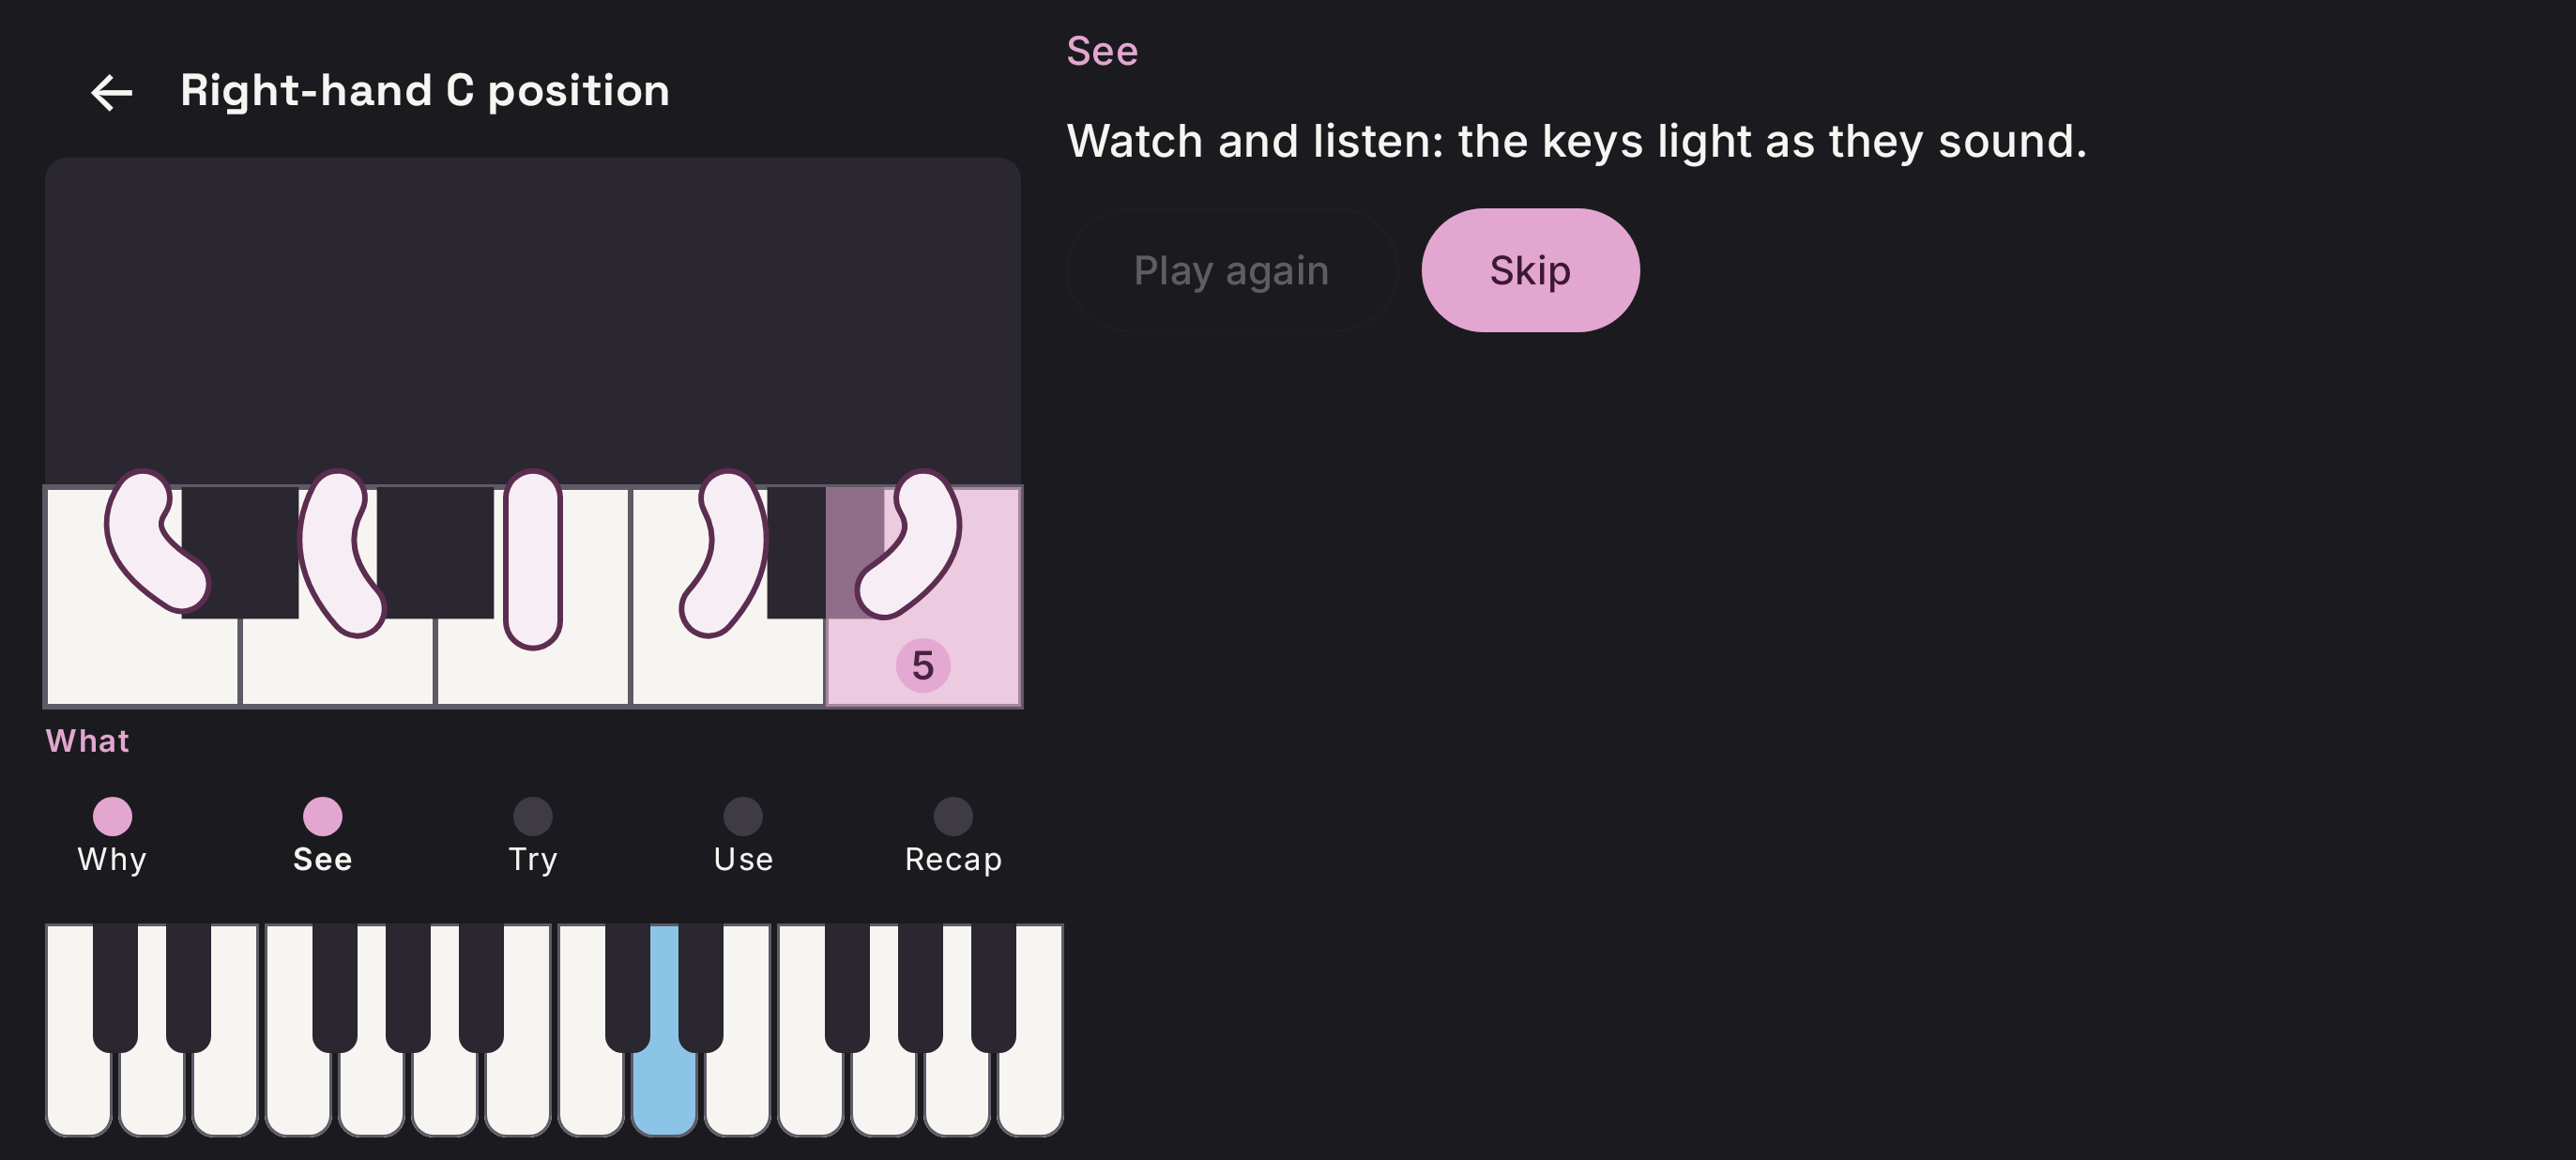 Right-hand C position
5
What
Why
See
Try
Use
Recap
See
Watch and listen: the keys light as they sound.
Play again
Skip